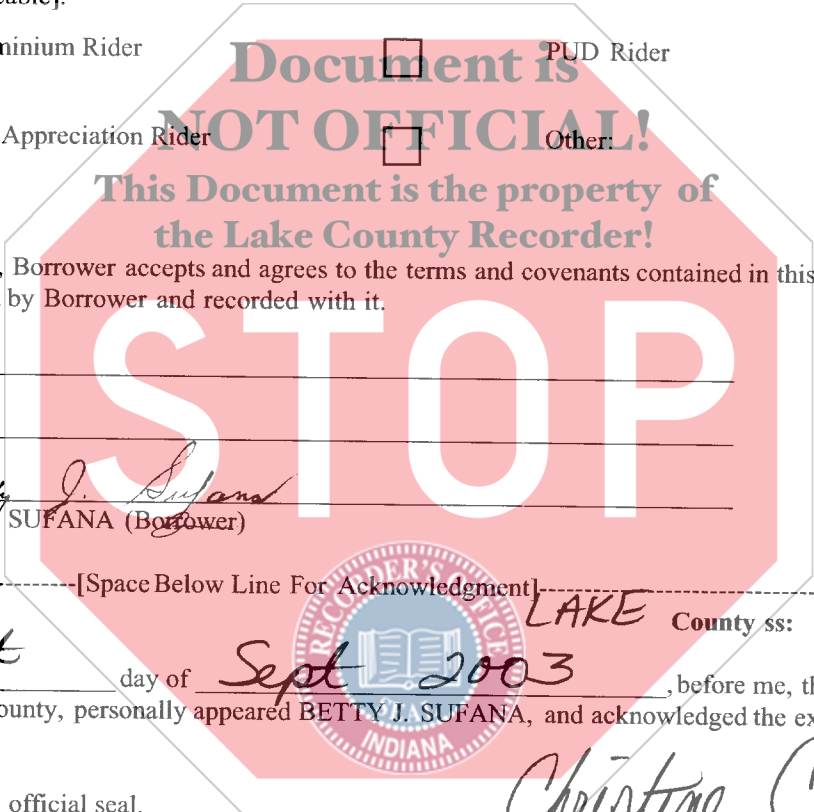 cable].
minium Rider PUD Rider
Appreciation Rider Other:
Document is
NOT OFFICIAL!
This Document is the property of
the Lake County Recorder!
, Borrower accepts and agrees to the terms and covenants contained in this
by Borrower and recorded with it.
STOP
y J. Sufana
SUFANA (Borrower)
[Space Below Line For Acknowledgment]
LAKE County ss:
day of Sept 2003, before me, th
ounty, personally appeared BETTY J. SUFANA, and acknowledged the ex
RECORDER'S OFFICE
INDIANA
Christine C
official seal.